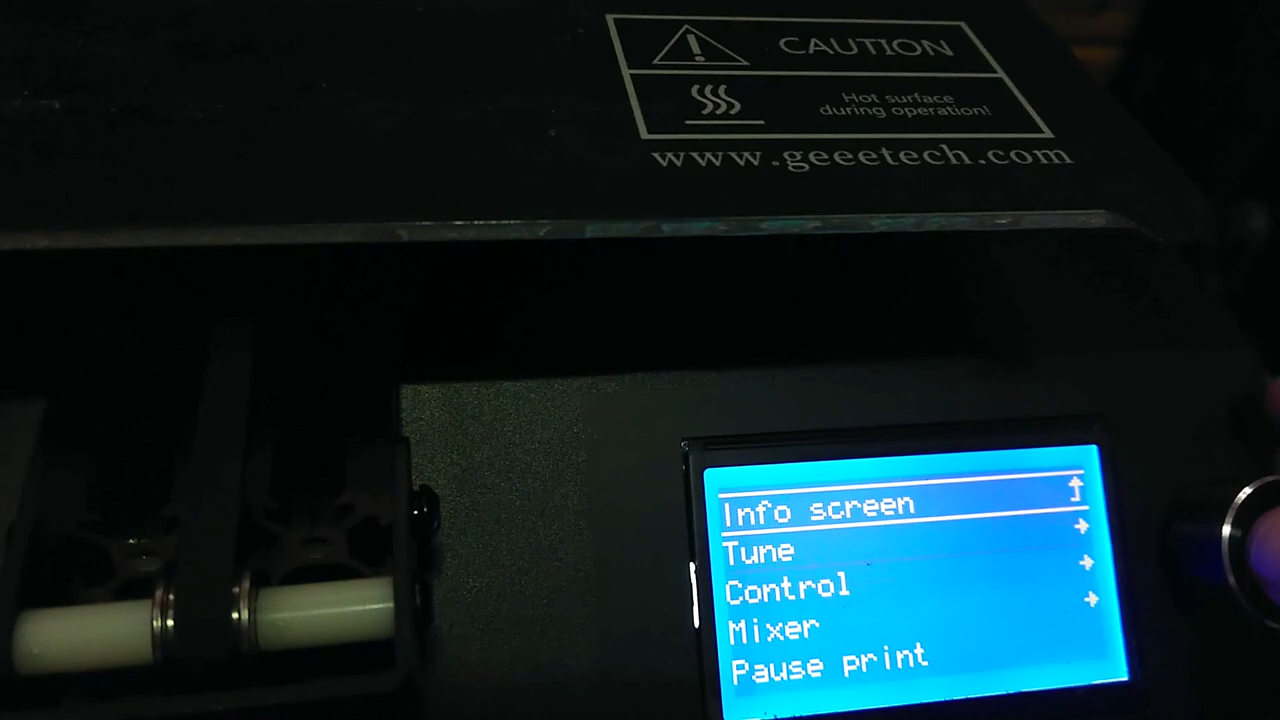 CAUTION
Hot surface
during operation!
www.geeetech.com
Info screen
Tune
Control
Mixer
Pause print